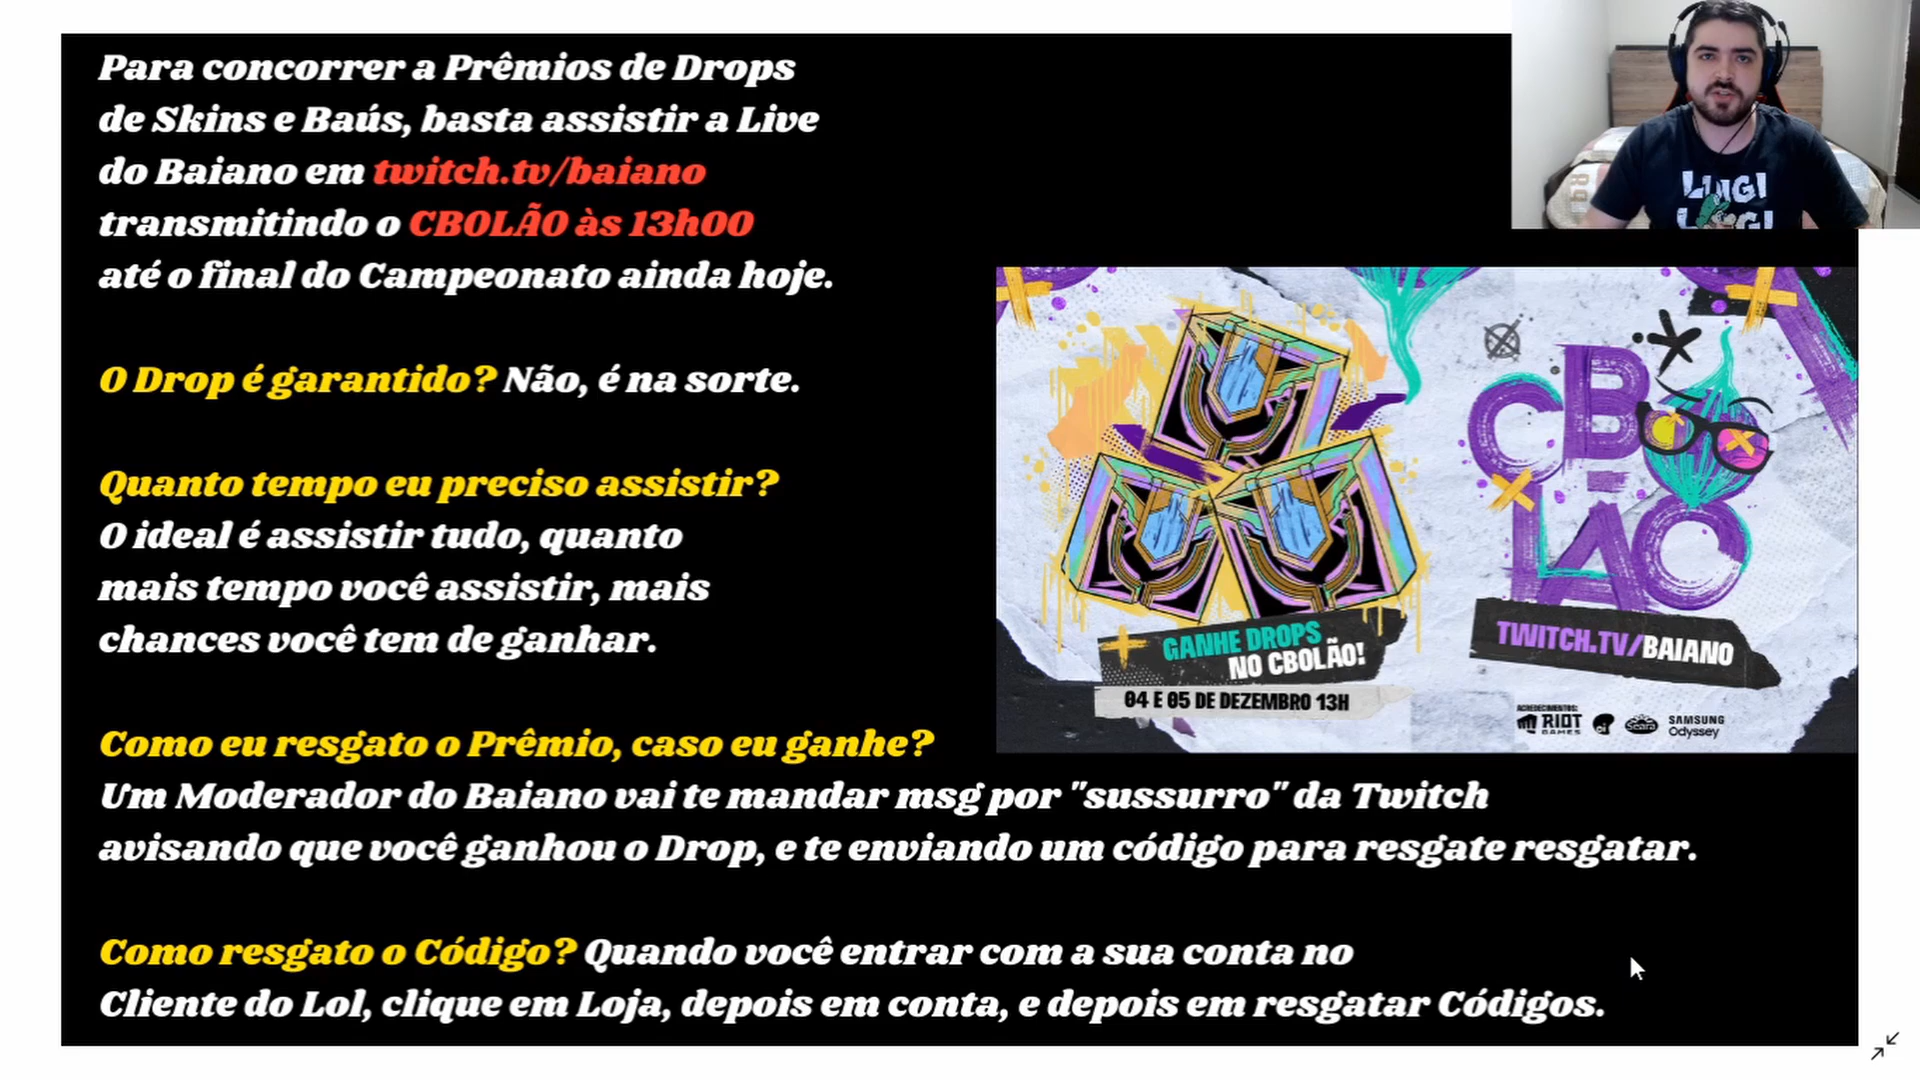 Para concorrer a Prêmios de Drops
de Skins e Baús, basta assistir a Live
do Baiano em twitch.tv/baiano
transmitindo o CBOLÃO às 13h00
até o final do Campeonato ainda hoje.
O Drop é garantido? Não, é na sorte.
Quanto tempo eu preciso assistir?
O ideal é assistir tudo, quanto
mais tempo você assistir, mais
chances você tem de ganhar.
Como eu resgato o Prêmio, caso eu ganhe?
Um Moderador do Baiano vai te mandar msg por "sussurro" da Twitch
avisando que você ganhou o Drop, e te enviando um código para resgate resgatar.
Como resgato o Código? Quando você entrar com a sua conta no
Cliente do Lol, clique em Loja, depois em conta, e depois em resgatar Códigos.
LUIGI
GANHE DROPS
NO CBOLÃO!
04 E 05 DE DEZEMBRO 13H
CBO
LÃO
TWITCH.TV/BAIANO
AGRADECIMENTOS:
RIOT
GAMES
oi
Seara
SAMSUNG
Odyssey